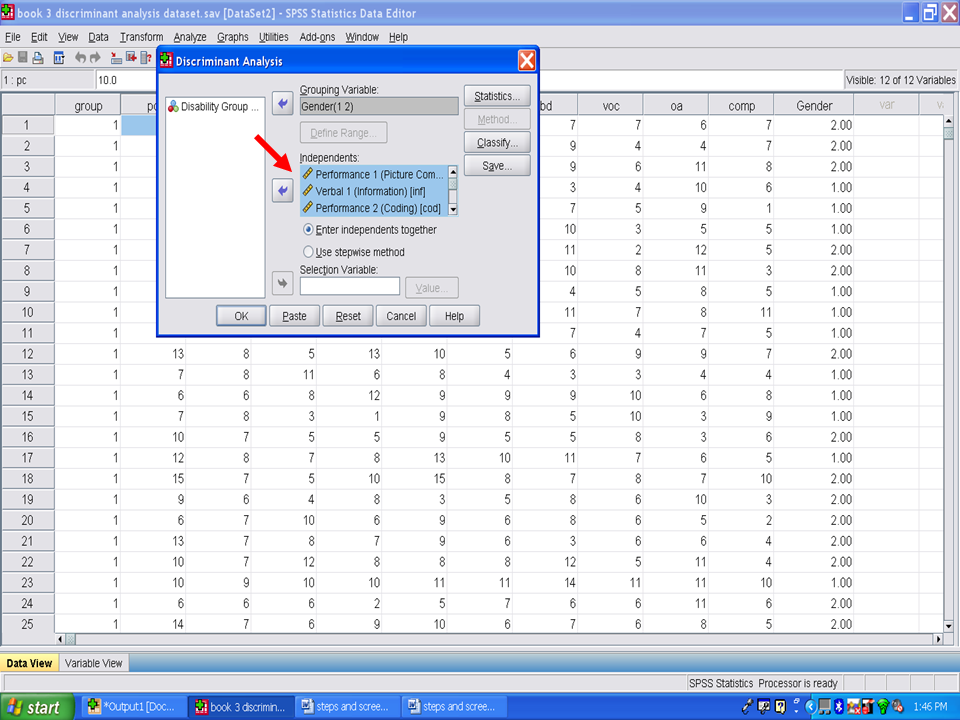 book 3 discriminant analysis dataset.sav [DataSet2] - SPSS Statistics Data Editor
File Edit View Data Transform Analyze Graphs Utilities Add-ons Window Help
1 : pc 10.0 Visible: 12 of 12 Variables
Discriminant Analysis
Disability Group ...
Grouping Variable:
Gender(1 2)
Define Range...
Independents:
Performance 1 (Picture Com...
Verbal 1 (Information) [inf]
Performance 2 (Coding) [cod]
Enter independents together
Use stepwise method
Selection Variable:
Value...
Statistics...
Method...
Classify...
Save...
OK Paste Reset Cancel Help
group voc oa comp Gender var
1 1 7 7 6 7 2.00
2 1 9 4 4 7 2.00
3 1 9 6 11 8 2.00
4 1 3 4 10 6 1.00
5 1 7 5 9 1 2.00
6 1 10 3 5 5 1.00
7 1 11 2 12 5 2.00
8 1 10 8 11 3 2.00
9 1 4 5 8 5 1.00
10 1 11 7 8 11 1.00
11 1 7 4 7 5 1.00
12 1 13 8 5 13 10 5 6 9 9 7 2.00
13 1 7 8 11 6 8 4 3 3 4 4 1.00
14 1 6 6 8 12 9 9 9 10 6 8 1.00
15 1 7 8 3 1 9 8 5 10 3 9 1.00
16 1 10 7 5 5 9 5 5 8 3 6 2.00
17 1 12 8 7 8 13 10 11 7 6 5 1.00
18 1 15 7 5 10 15 8 7 8 7 10 2.00
19 1 9 6 4 8 3 5 8 6 10 3 2.00
20 1 6 7 10 6 9 6 8 6 5 2 2.00
21 1 13 7 8 7 9 6 3 6 6 4 2.00
22 1 10 7 12 8 8 8 12 5 11 4 2.00
23 1 10 9 10 10 11 11 14 11 11 10 1.00
24 1 6 6 6 2 5 7 6 6 11 6 2.00
25 1 14 7 6 9 10 6 7 6 8 5 2.00
Data View Variable View
SPSS Statistics Processor is ready
start *Output1 [Doc... book 3 discrimin... steps and scree... steps and scree... 1:46 PM